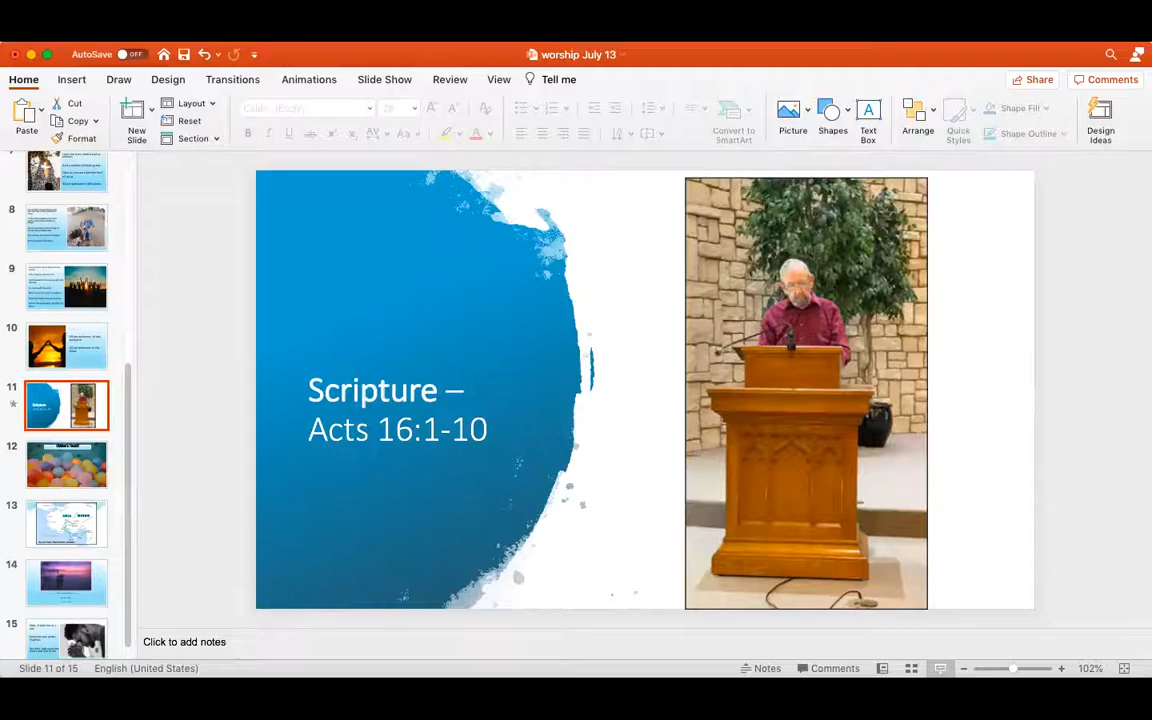 AutoSave OFF
worship July 13
Home Insert Draw Design Transitions Animations Slide Show Review View Tell me
Share Comments
Paste
Cut
Copy
Format
New Slide
Layout
Reset
Section
Calibri (Body)
28
Convert to SmartArt
Picture
Shapes
Text Box
Arrange
Quick Styles
Shape Fill
Shape Outline
Design Ideas
8
9
10
11
12
13
14
15
Scripture –
Acts 16:1-10
Click to add notes
Slide 11 of 15 English (United States)
Notes Comments 102%